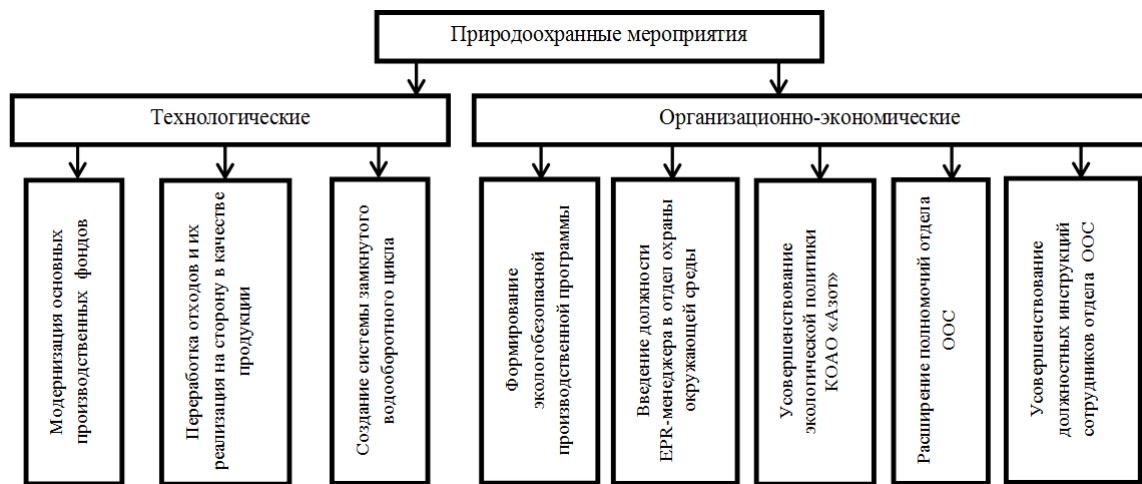 Природоохранные мероприятия
Технологические
Организационно-экономические
Модернизация основных
производственных фондов
Переработка отходов и их
реализация на сторону в качестве
продукции
Создание системы замкнутого
водооборотного цикла
Формирование
экологобезопасной
производственной программы
Введение должности
EPR-менеджера в отдел охраны
окружающей среды
Усовершенствование
экологической политики
КОАО «Азот»
Расширение полномочий отдела
ООС
Усовершенствование
должностных инструкций
сотрудников отдела ООС